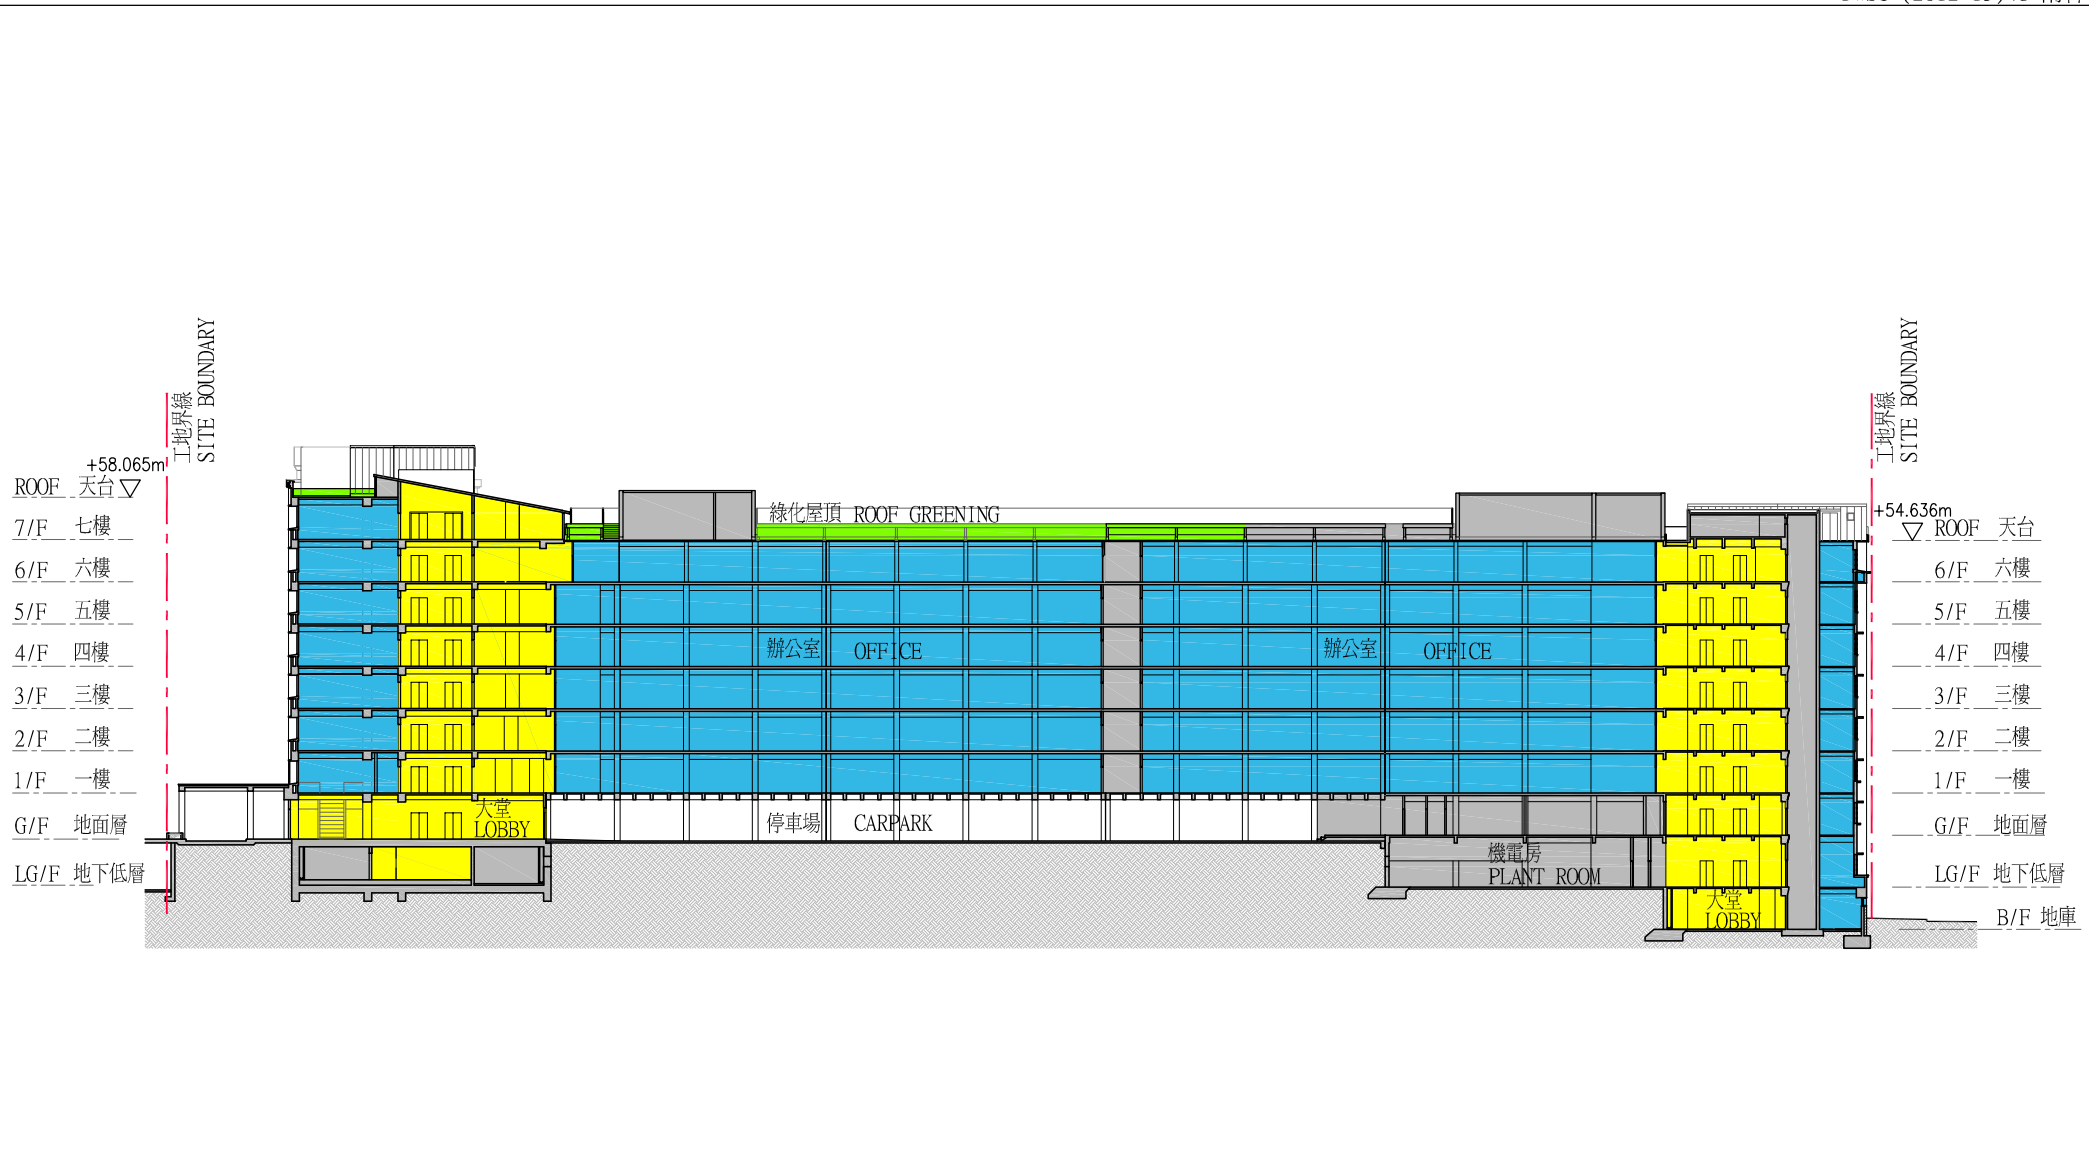 工地界線
SITE BOUNDARY
工地界線
SITE BOUNDARY
+58.065m
ROOF 天台
7/F 七樓
6/F 六樓
5/F 五樓
4/F 四樓
3/F 三樓
2/F 二樓
1/F 一樓
G/F 地面層
LG/F 地下低層
綠化屋頂 ROOF GREENING
辦公室 OFFICE
辦公室 OFFICE
大堂
LOBBY
停車場 CARPARK
機電房
PLANT ROOM
大堂
LOBBY
+54.636m
ROOF 天台
6/F 六樓
5/F 五樓
4/F 四樓
3/F 三樓
2/F 二樓
1/F 一樓
G/F 地面層
LG/F 地下低層
B/F 地庫